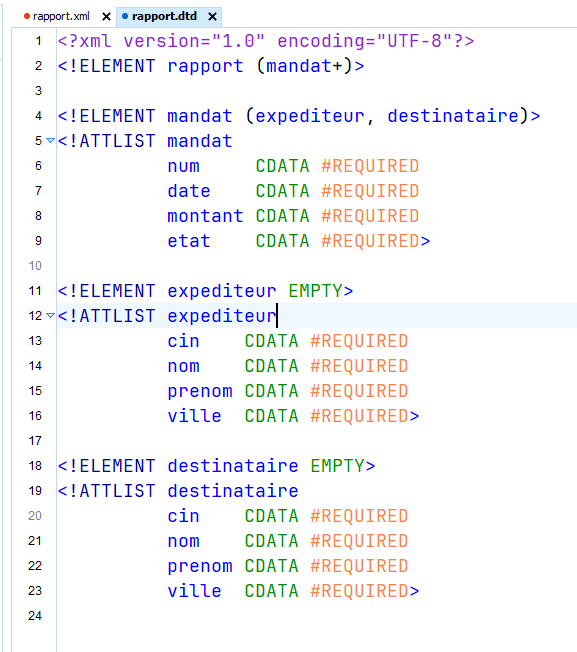 rapport.xml × rapport.dtd ×
1 <?xml version="1.0" encoding="UTF-8"?>
2 <!ELEMENT rapport (mandat+)>
3
4 <!ELEMENT mandat (expediteur, destinataire)>
5 <!ATTLIST mandat
6 num CDATA #REQUIRED
7 date CDATA #REQUIRED
8 montant CDATA #REQUIRED
9 etat CDATA #REQUIRED>
10
11 <!ELEMENT expediteur EMPTY>
12 <!ATTLIST expediteur
13 cin CDATA #REQUIRED
14 nom CDATA #REQUIRED
15 prenom CDATA #REQUIRED
16 ville CDATA #REQUIRED>
17
18 <!ELEMENT destinataire EMPTY>
19 <!ATTLIST destinataire
20 cin CDATA #REQUIRED
21 nom CDATA #REQUIRED
22 prenom CDATA #REQUIRED
23 ville CDATA #REQUIRED>
24